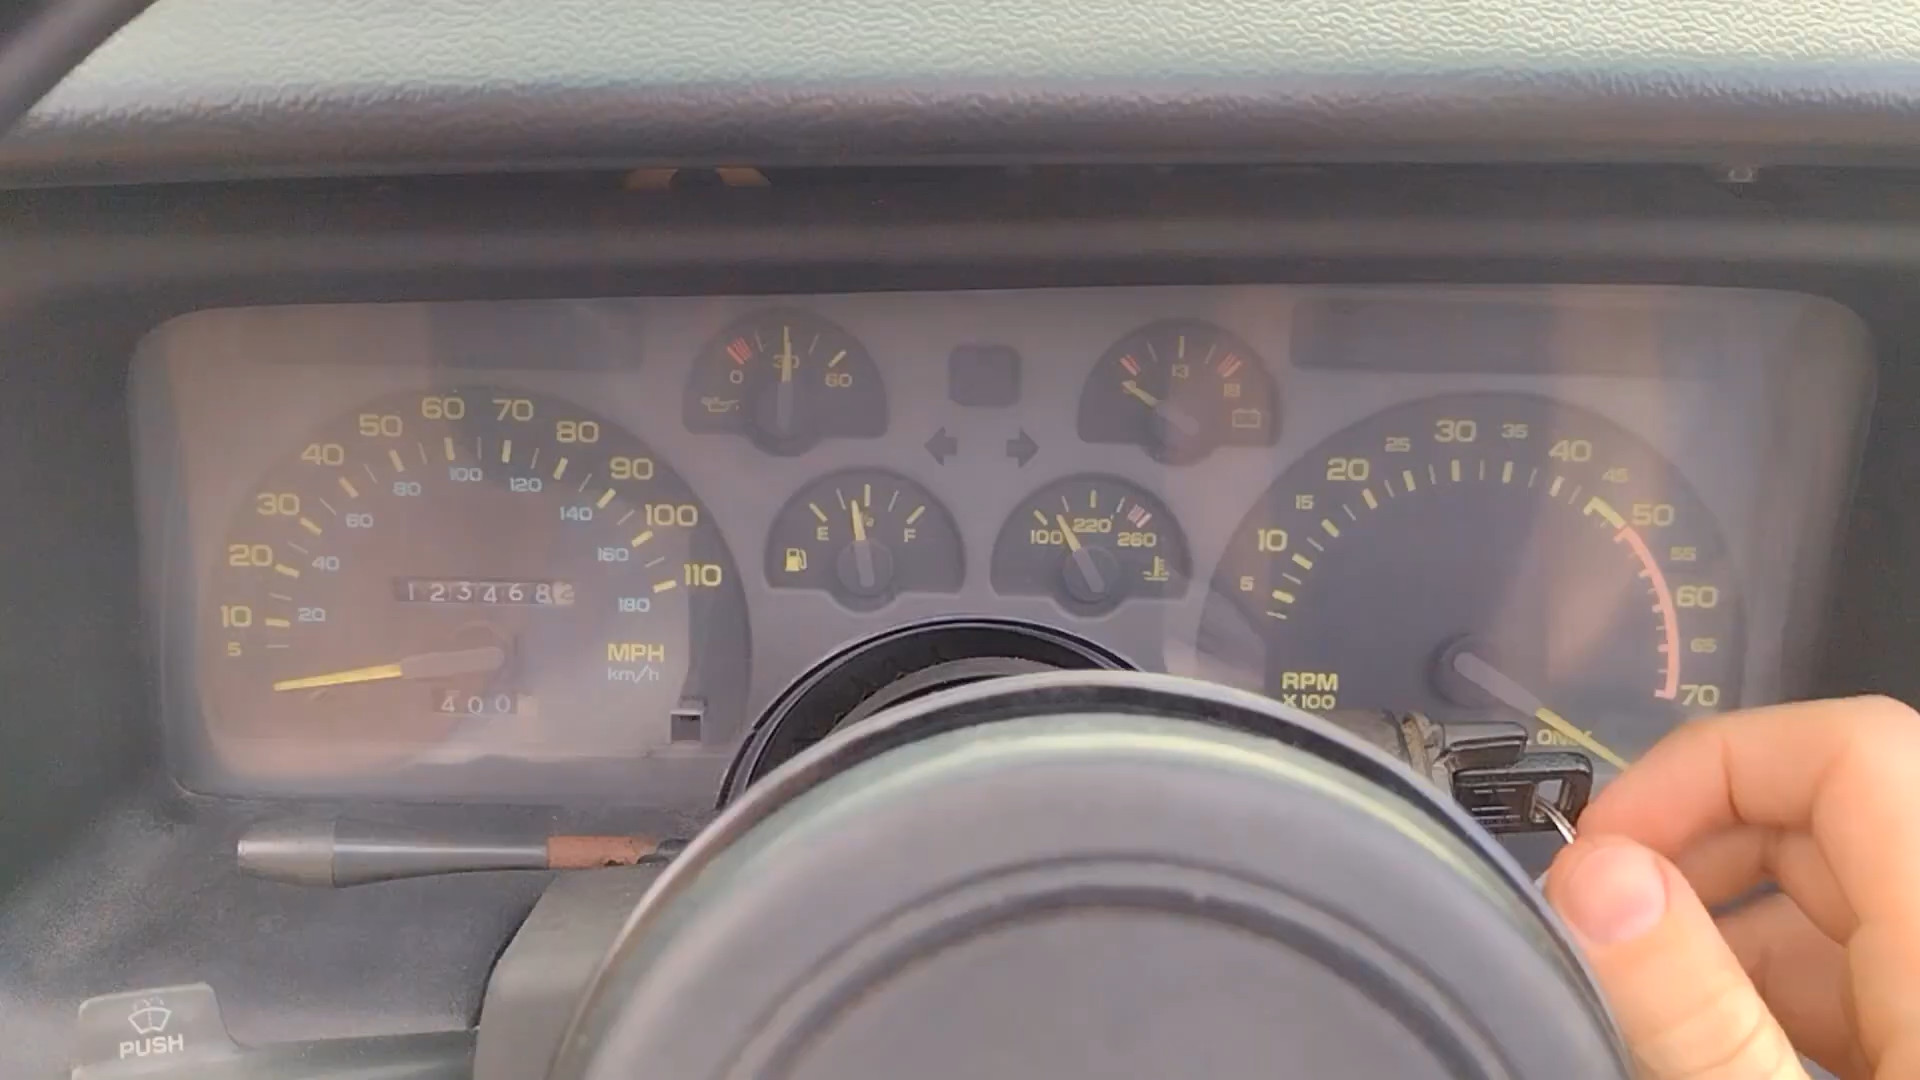 0 30 60
13 18
E F
100 220 260
5 10 20 30 40 50 60 70 80 90 100 110
20 40 60 80 100 120 140 160 180
123468
MPH
km/h
400
5 10 15 20 25 30 35 40 45 50 55 60 65 70
RPM
X 100
ONLY
PUSH